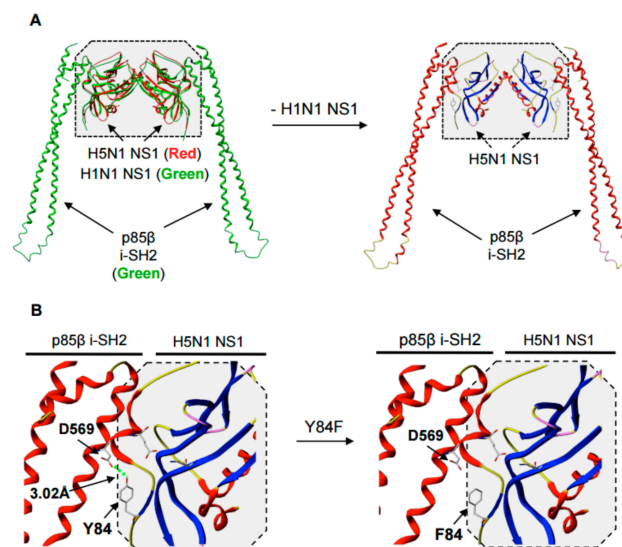 A
- H1N1 NS1
H5N1 NS1 (Red)
H1N1 NS1 (Green)
H5N1 NS1
p85β
i-SH2
(Green)
p85β
i-SH2
B
p85β i-SH2
H5N1 NS1
p85β i-SH2
H5N1 NS1
D569
3.02Å
Y84
Y84F
D569
F84